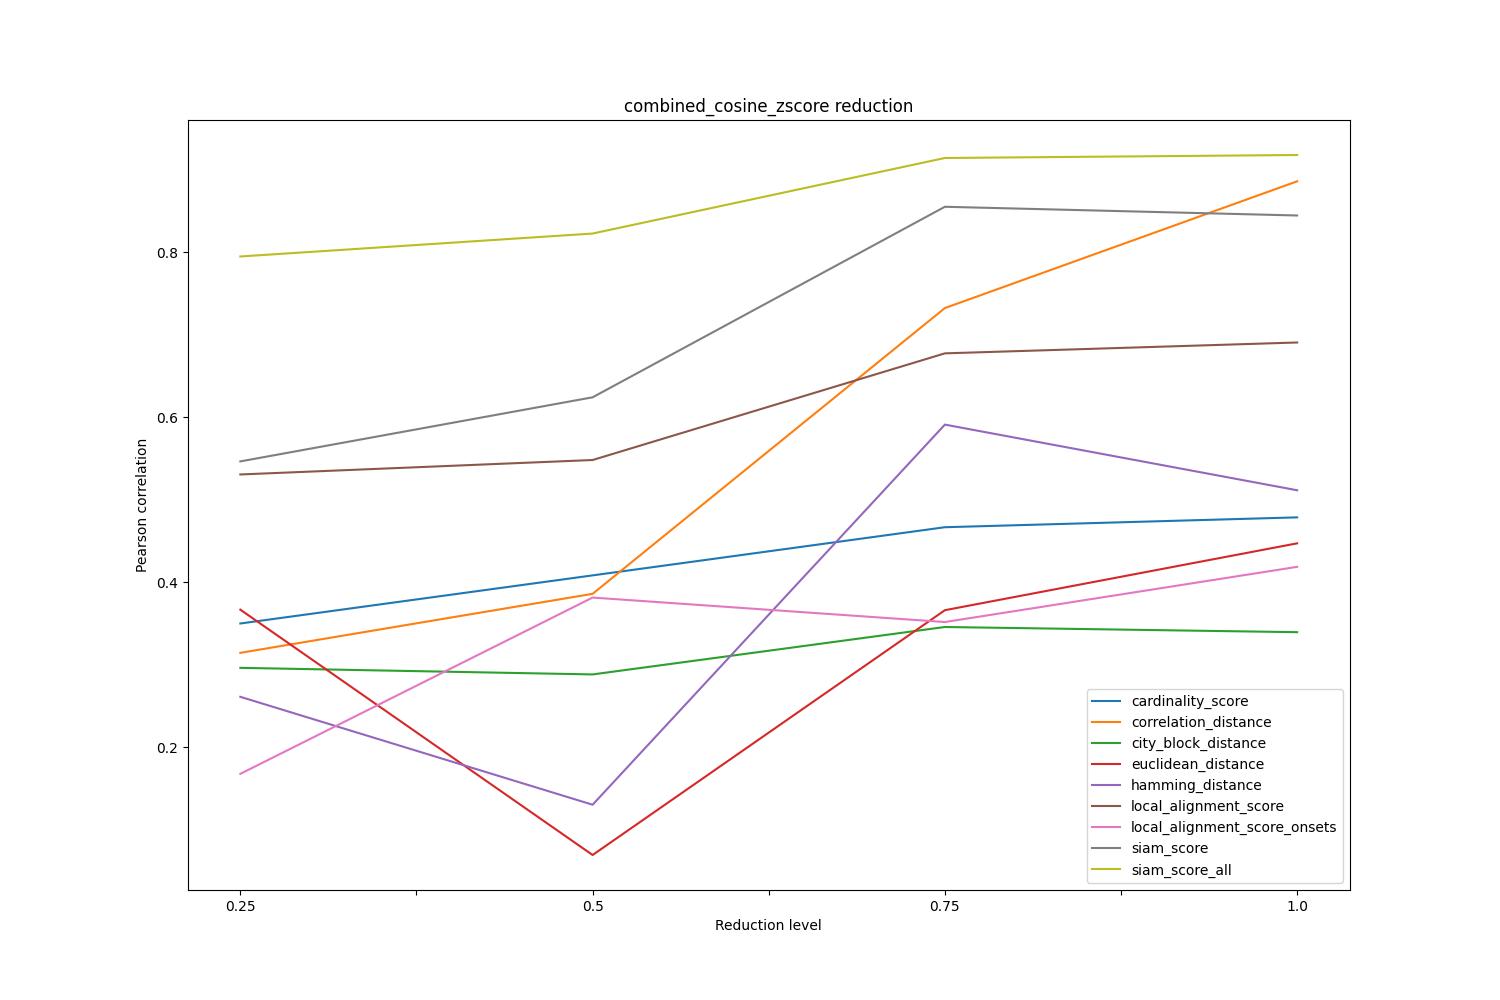 combined_cosine_zscore reduction
Pearson correlation
0.8
0.6
0.4
0.2
0.25
0.5
0.75
1.0
Reduction level
cardinality_score
correlation_distance
city_block_distance
euclidean_distance
hamming_distance
local_alignment_score
local_alignment_score_onsets
siam_score
siam_score_all